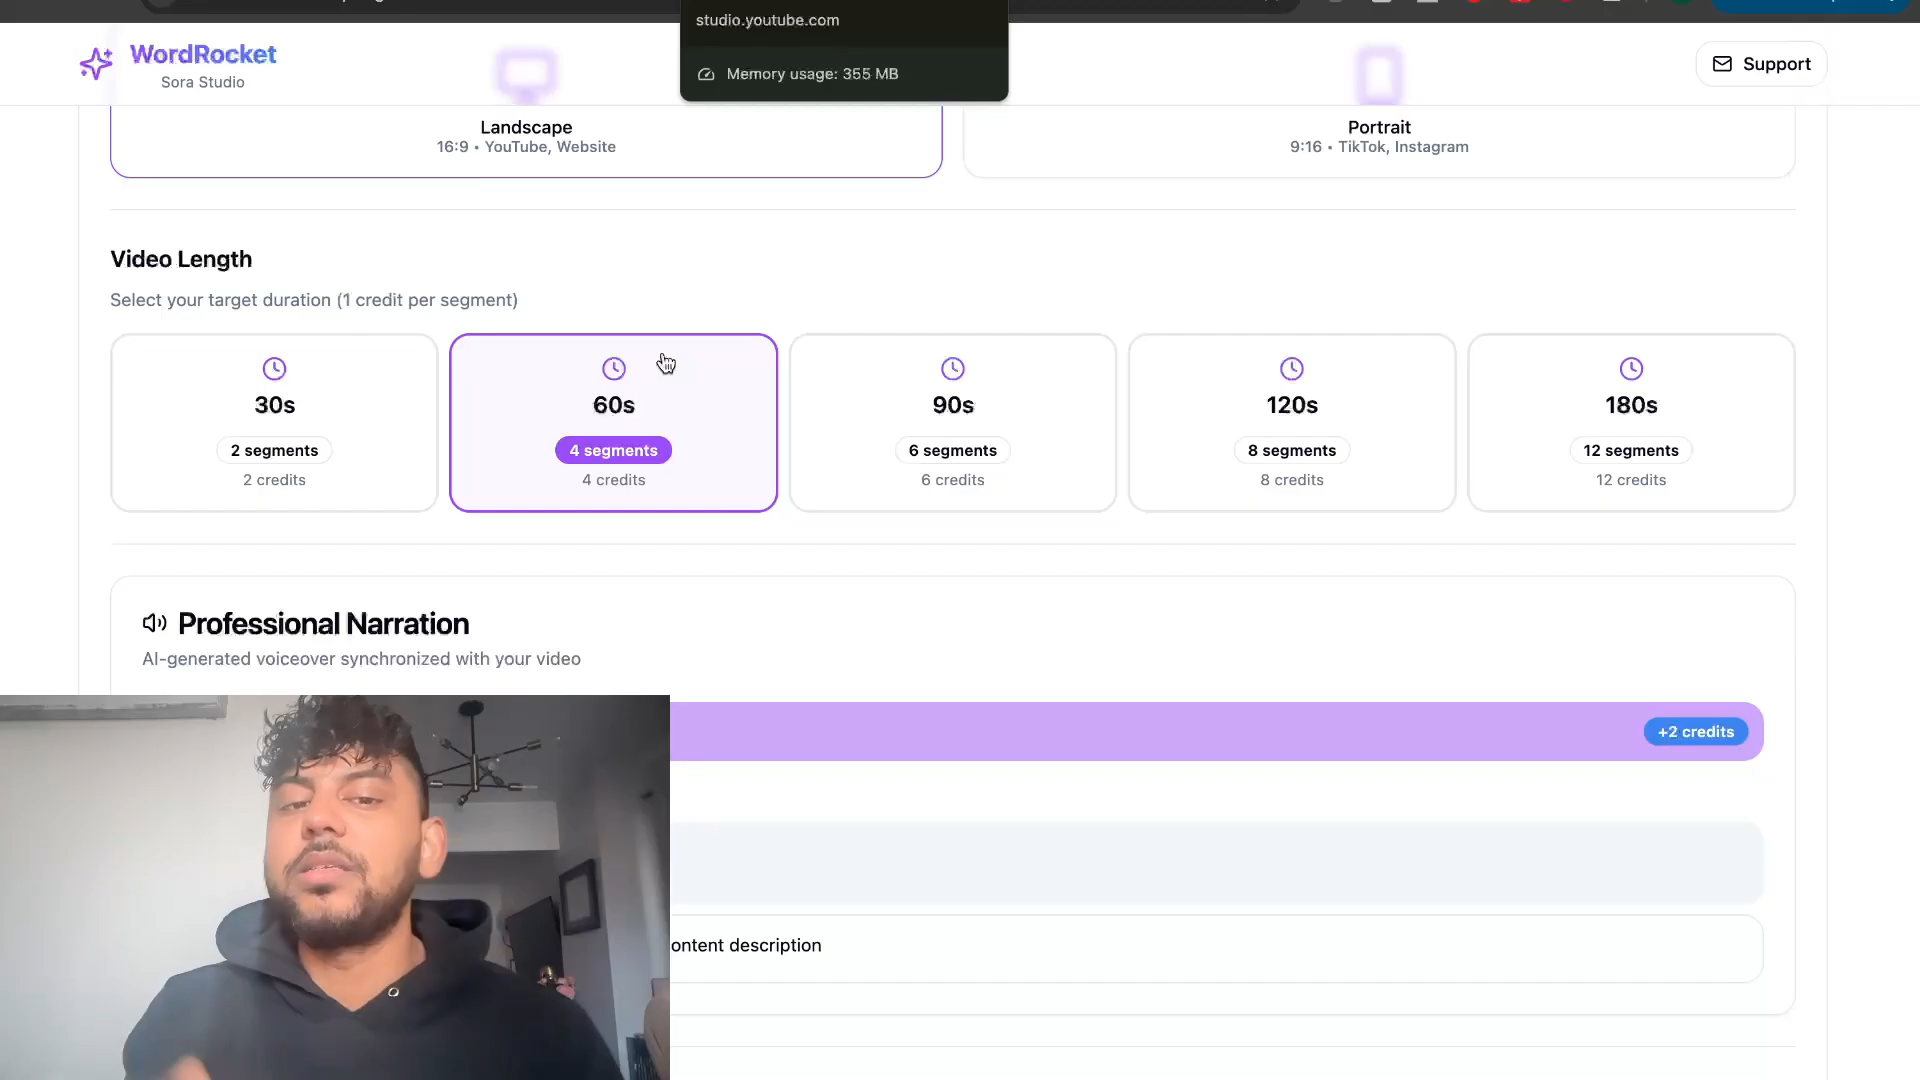 studio.youtube.com
Memory usage: 355 MB
WordRocket
Sora Studio
Support
Landscape
16:9 • YouTube, Website
Portrait
9:16 • TikTok, Instagram
Video Length
Select your target duration (1 credit per segment)
30s
2 segments
2 credits
60s
4 segments
4 credits
90s
6 segments
6 credits
120s
8 segments
8 credits
180s
12 segments
12 credits
Professional Narration
AI-generated voiceover synchronized with your video
+2 credits
ontent description